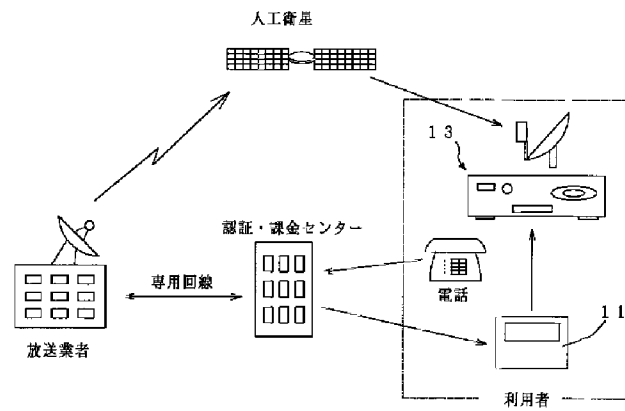 人工衛星
13
認証・課金センター
専用回線
電話
放送業者
11
利用者